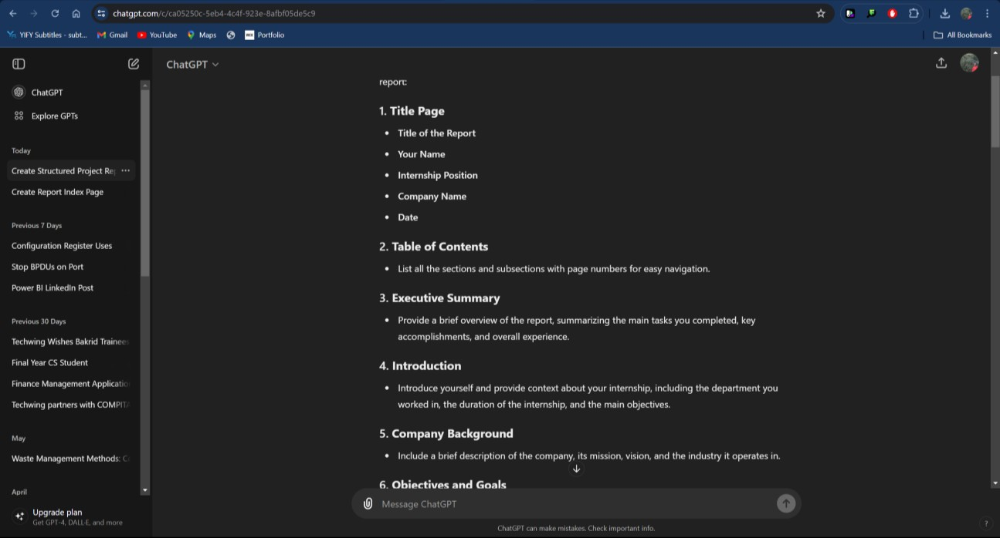 chatgpt.com/c/ca05250c-5eb4-4c4f-923e-8afbf05de5c9
YIFY Subtitles - subt...
Gmail
YouTube
Maps
Portfolio
All Bookmarks
ChatGPT
Explore GPTs
Today
Create Structured Project Re
Create Report Index Page
Previous 7 Days
Configuration Register Uses
Stop BPDUs on Port
Power BI LinkedIn Post
Previous 30 Days
Techwing Wishes Bakrid Trainees
Final Year CS Student
Finance Management Applicatio
Techwing partners with COMPITA
May
Waste Management Methods: C
April
Upgrade plan
Get GPT-4, DALL·E, and more
ChatGPT
report:
1. Title Page
• Title of the Report
• Your Name
• Internship Position
• Company Name
• Date
2. Table of Contents
• List all the sections and subsections with page numbers for easy navigation.
3. Executive Summary
• Provide a brief overview of the report, summarizing the main tasks you completed, key
accomplishments, and overall experience.
4. Introduction
• Introduce yourself and provide context about your internship, including the department you
worked in, the duration of the internship, and the main objectives.
5. Company Background
• Include a brief description of the company, its mission, vision, and the industry it operates in.
6. Objectives and Goals
Message ChatGPT
ChatGPT can make mistakes. Check important info.
?